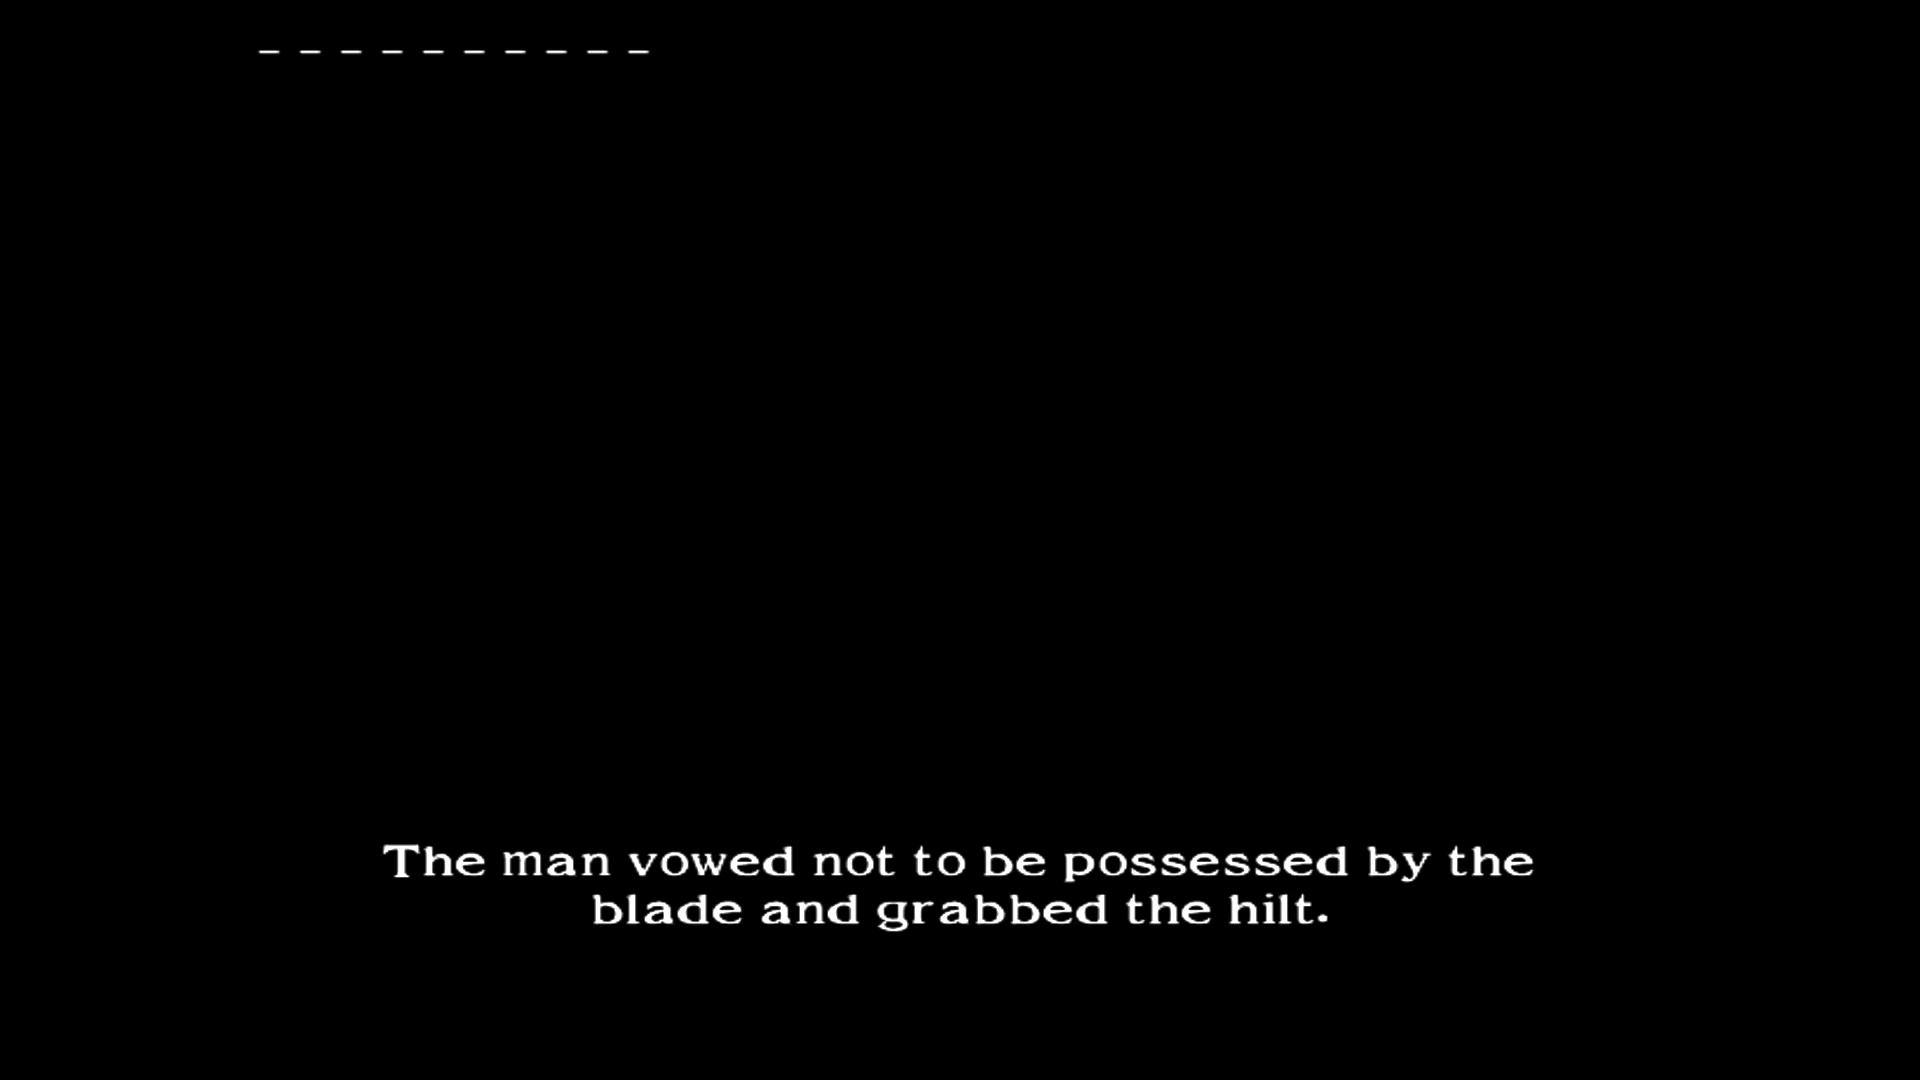 – – – – – – – – – –
The man vowed not to be possessed by the
blade and grabbed the hilt.